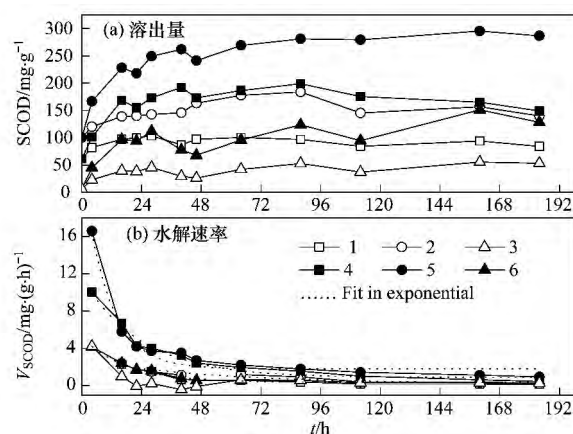 300
(a) 溶出量
250
200
150
100
50
0
SCOD/mg·g⁻¹
0 24 48 72 96 120 144 168 192
16
(b) 水解速率
12
8
4
0
V_SCOD/mg·(g·h)⁻¹
1 2 3
4 5 6
Fit in exponential
0 24 48 72 96 120 144 168 192
t/h